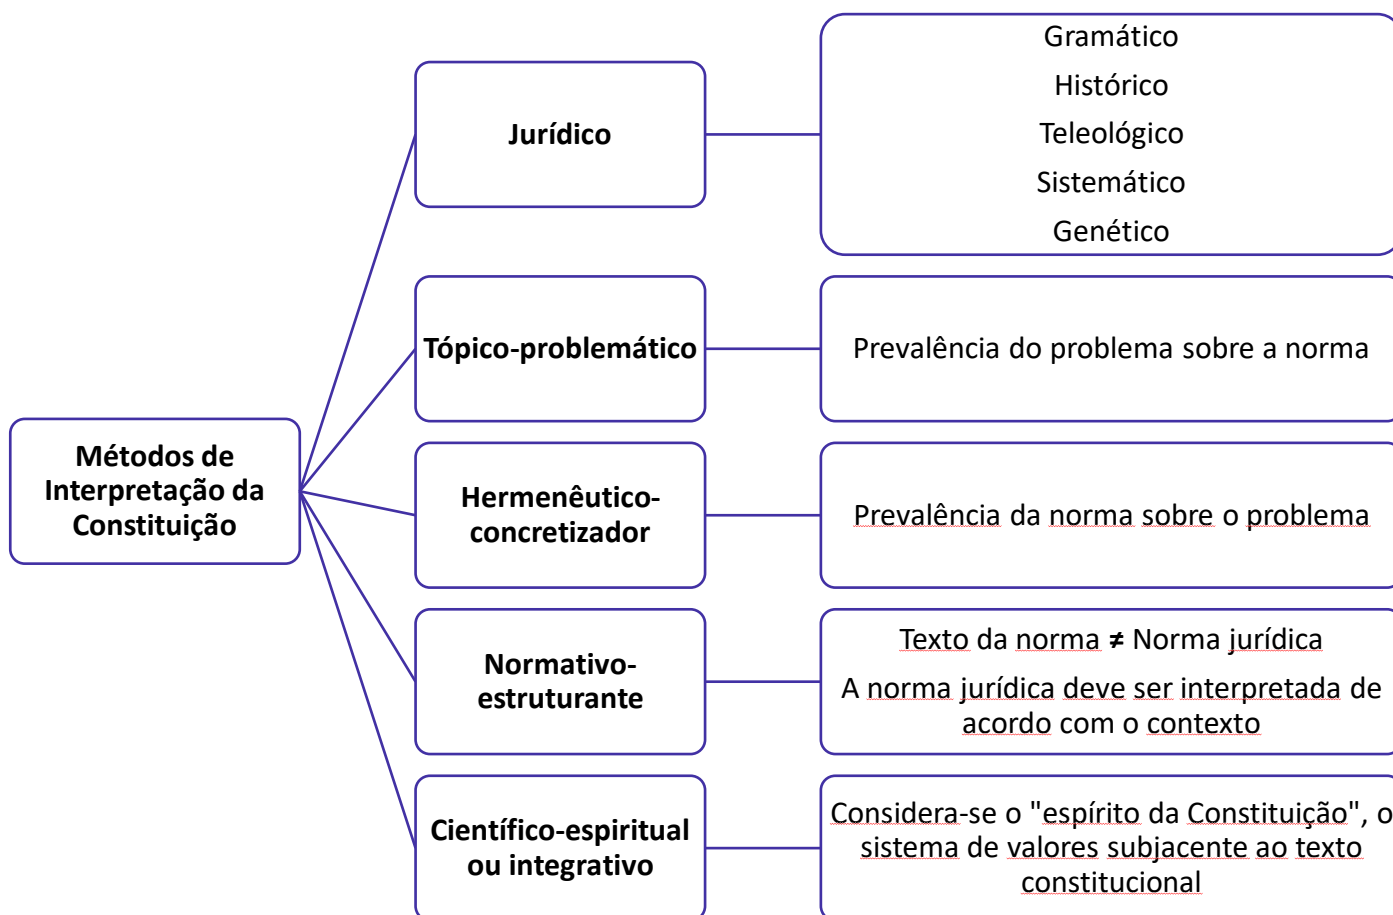 Métodos de
Interpretação da
Constituição
Jurídico
Gramático
Histórico
Teleológico
Sistemático
Genético
Tópico-problemático
Prevalência do problema sobre a norma
Hermenêutico-
concretizador
Prevalência da norma sobre o problema
Normativo-
estruturante
Texto da norma ≠ Norma jurídica
A norma jurídica deve ser interpretada de
acordo com o contexto
Científico-espiritual
ou integrativo
Considera-se o "espírito da Constituição", o
sistema de valores subjacente ao texto
constitucional